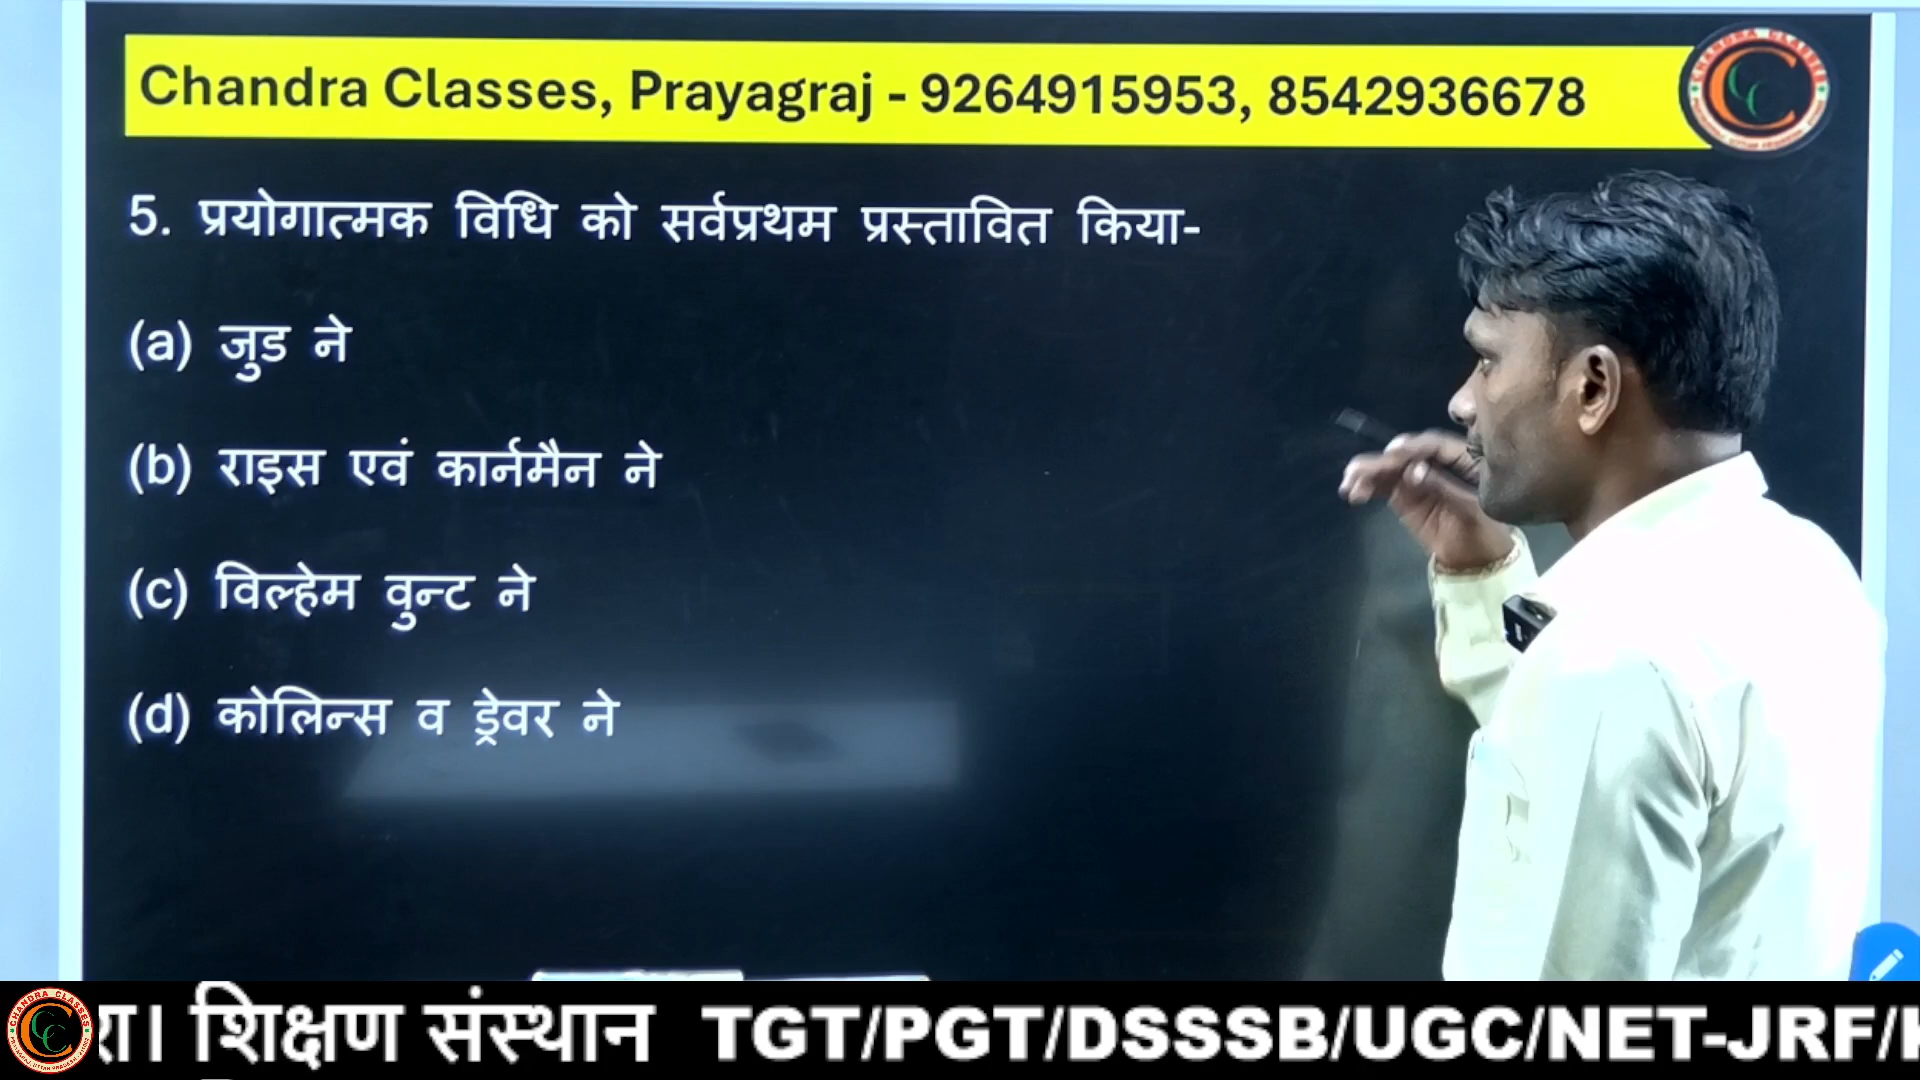 Chandra Classes, Prayagraj - 9264915953, 8542936678
5. प्रयोगात्मक विधि को सर्वप्रथम प्रस्तावित किया-
(a) जुड ने
(b) राइस एवं कार्नमैन ने
(c) विल्हेम वुन्ट ने
(d) कोलिन्स व ड्रेवर ने
शिक्षण संस्थान TGT/PGT/DSSSB/UGC/NET-JRF/